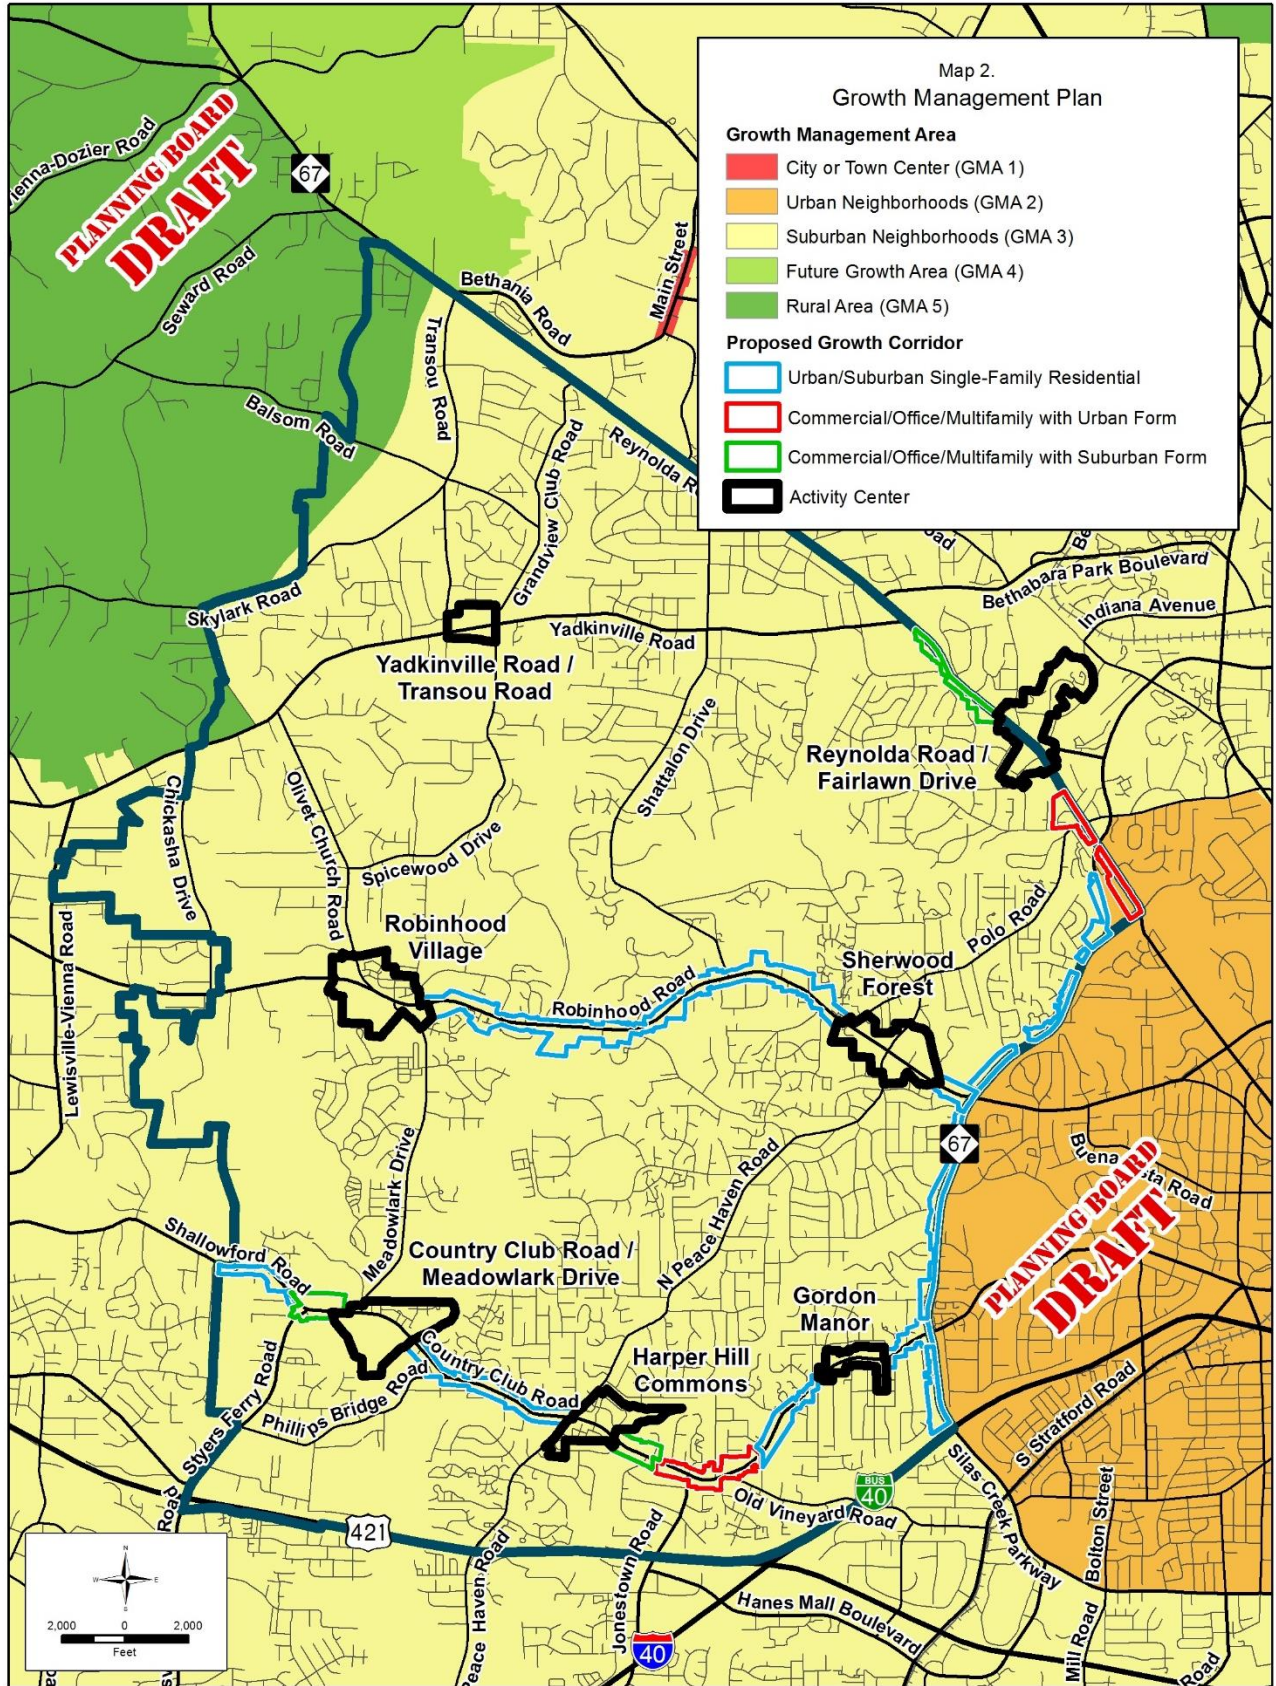 Map 2.
Growth Management Plan
Growth Management Area
City or Town Center (GMA 1)
Urban Neighborhoods (GMA 2)
Suburban Neighborhoods (GMA 3)
Future Growth Area (GMA 4)
Rural Area (GMA 5)
Proposed Growth Corridor
Urban/Suburban Single-Family Residential
Commercial/Office/Multifamily with Urban Form
Commercial/Office/Multifamily with Suburban Form
Activity Center
PLANNING BOARD
DRAFT
67
Seward Road
Main Street
Bethania Road
Transou Road
Balsom Road
Grandview Club Road
Reynolda
Bethabara Park Boulevard
Indiana Avenue
Skylark Road
Yadkinville Road
Yadkinville Road /
Transou Road
Shattalon Drive
Reynolda Road /
Fairlawn Drive
Chickasha Drive
Olivet Church Road
Spicewood Drive
Polo Road
Robinhood
Village
Lewisville-Vienna Road
Robinhood Road
Sherwood
Forest
67
PLANNING BOARD
DRAFT
Meadowlark Drive
N Peace Haven Road
Shallowford Road
Country Club Road /
Meadowlark Drive
Gordon
Manor
Country Club Road
Harper Hill
Commons
Styers Ferry Road
Phillips Bridge Road
S Stratford Road
Silas Creek Parkway
BUS
40
Old Vineyard Road
Bolton Street
421
Road
Haven Road
Jonestown Road
Hanes Mall Boulevard
40
Mill Road
Road
N
W
E
S
2,000
0
2,000
Feet